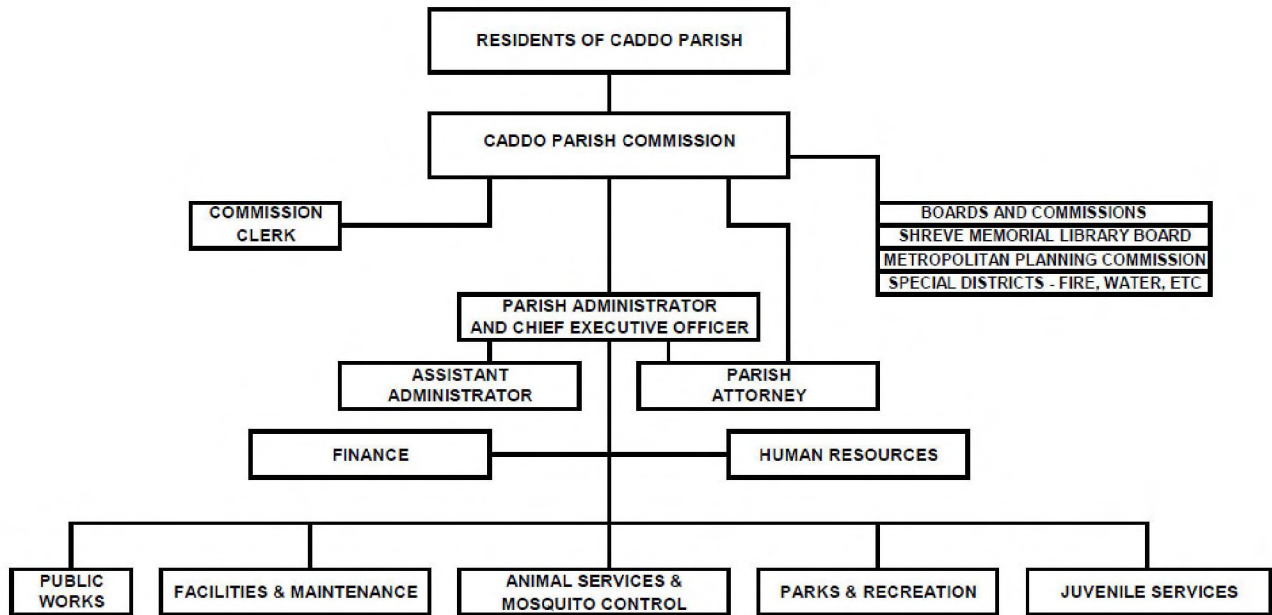 RESIDENTS OF CADDO PARISH
CADDO PARISH COMMISSION
COMMISSION
CLERK
BOARDS AND COMMISSIONS
SHREVE MEMORIAL LIBRARY BOARD
METROPOLITAN PLANNING COMMISSION
SPECIAL DISTRICTS - FIRE, WATER, ETC
PARISH ADMINISTRATOR
AND CHIEF EXECUTIVE OFFICER
ASSISTANT
ADMINISTRATOR
PARISH
ATTORNEY
FINANCE
HUMAN RESOURCES
PUBLIC
WORKS
FACILITIES & MAINTENANCE
ANIMAL SERVICES &
MOSQUITO CONTROL
PARKS & RECREATION
JUVENILE SERVICES